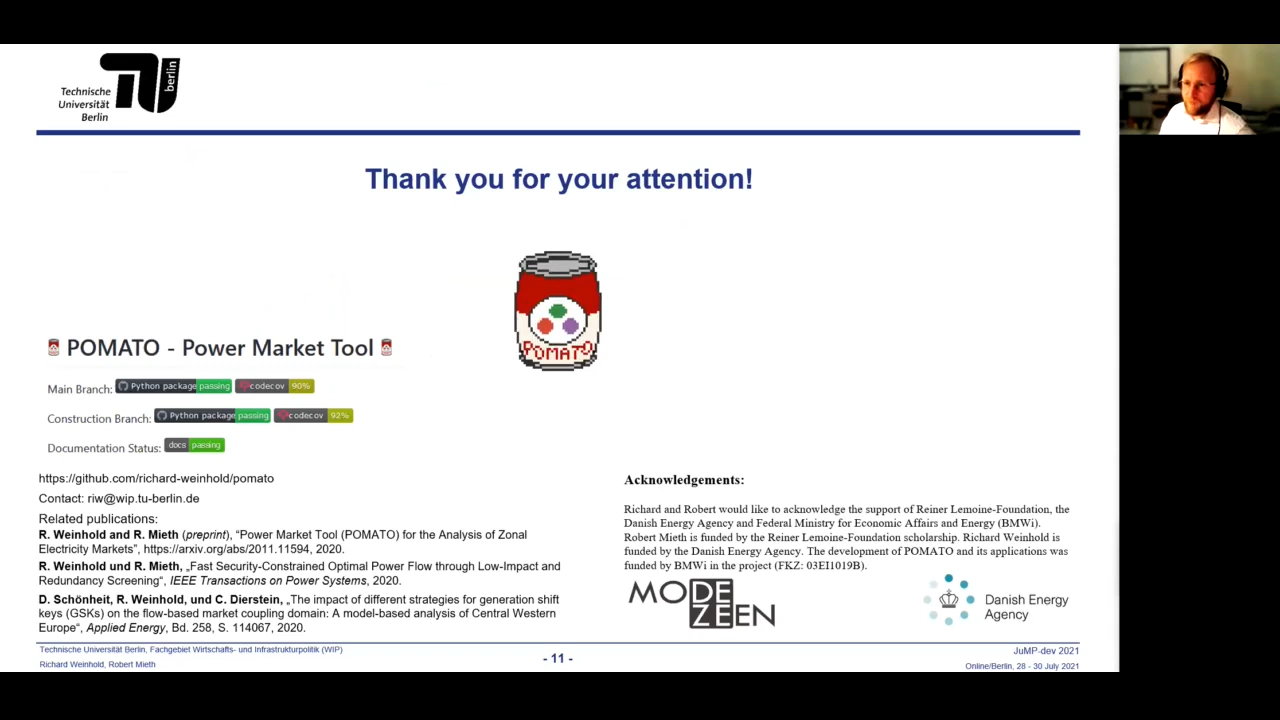 Technische
Universität
Berlin
berlin
Thank you for your attention!
POMATO
POMATO - Power Market Tool
Main Branch: Python package passing codecov 90%
Construction Branch: Python package passing codecov 92%
Documentation Status: docs passing
https://github.com/richard-weinhold/pomato
Contact: riw@wip.tu-berlin.de
Related publications:
R. Weinhold and R. Mieth (preprint), “Power Market Tool (POMATO) for the Analysis of Zonal
Electricity Markets”, https://arxiv.org/abs/2011.11594, 2020.
R. Weinhold und R. Mieth, „Fast Security-Constrained Optimal Power Flow through Low-Impact and
Redundancy Screening“, IEEE Transactions on Power Systems, 2020.
D. Schönheit, R. Weinhold, und C. Dierstein, „The impact of different strategies for generation shift
keys (GSKs) on the flow-based market coupling domain: A model-based analysis of Central Western
Europe“, Applied Energy, Bd. 258, S. 114067, 2020.
Acknowledgements:
Richard and Robert would like to acknowledge the support of Reiner Lemoine-Foundation, the
Danish Energy Agency and Federal Ministry for Economic Affairs and Energy (BMWi).
Robert Mieth is funded by the Reiner Lemoine-Foundation scholarship. Richard Weinhold is
funded by the Danish Energy Agency. The development of POMATO and its applications was
funded by BMWi in the project (FKZ: 03EI1019B).
MODEZEEN
Danish Energy
Agency
Technische Universität Berlin, Fachgebiet Wirtschafts- und Infrastrukturpolitik (WIP)
Richard Weinhold, Robert Mieth
- 11 -
JuMP-dev 2021
Online/Berlin, 28 - 30 July 2021